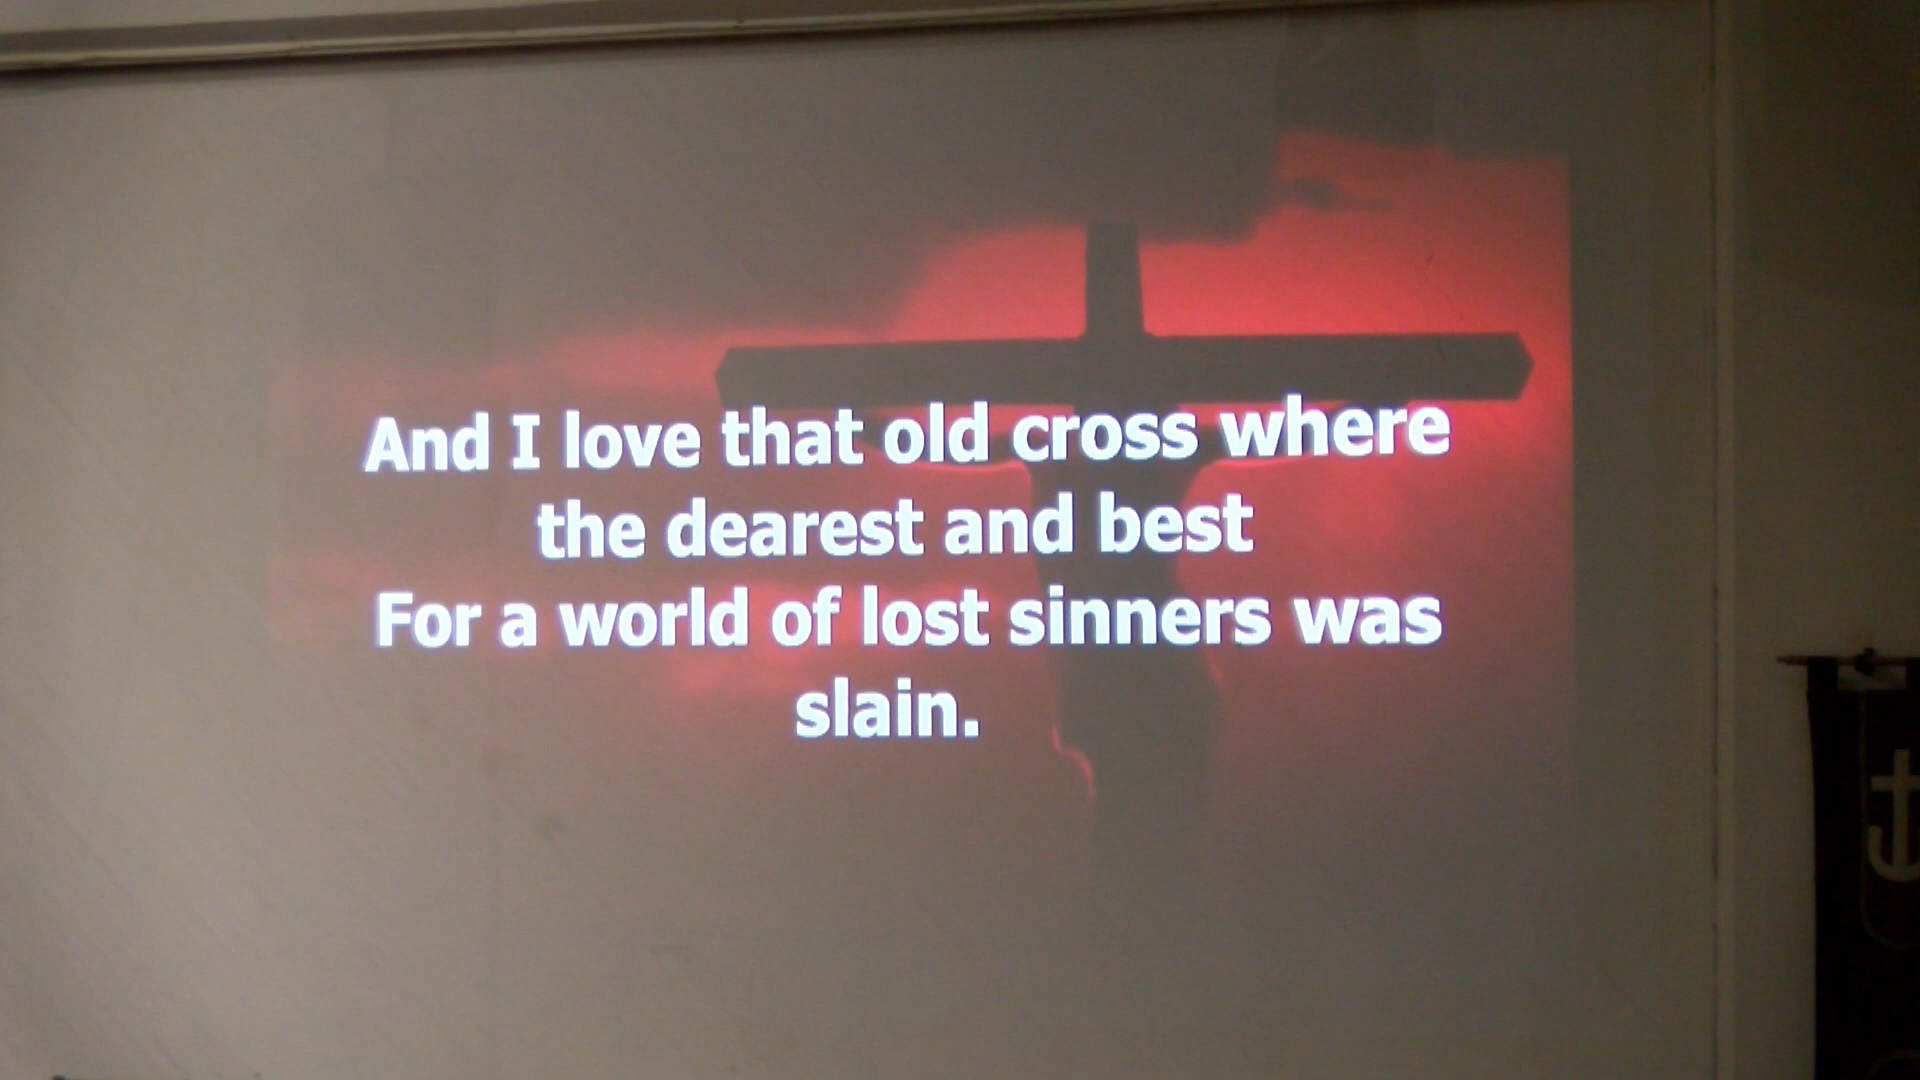 And I love that old cross where
the dearest and best
For a world of lost sinners was
slain.